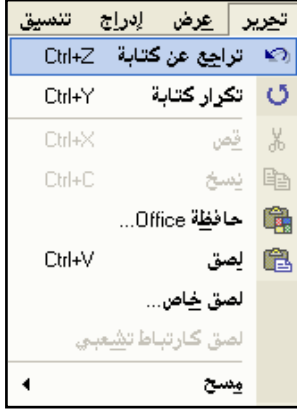 تحرير عرض إدراج تنسيق
تراجع عن كتابة Ctrl+Z
تكرار كتابة Ctrl+Y
قص Ctrl+X
نسخ Ctrl+C
حافظة Office...
لصق Ctrl+V
لصق خاص...
لصق كارتباط تشعبي
مسح